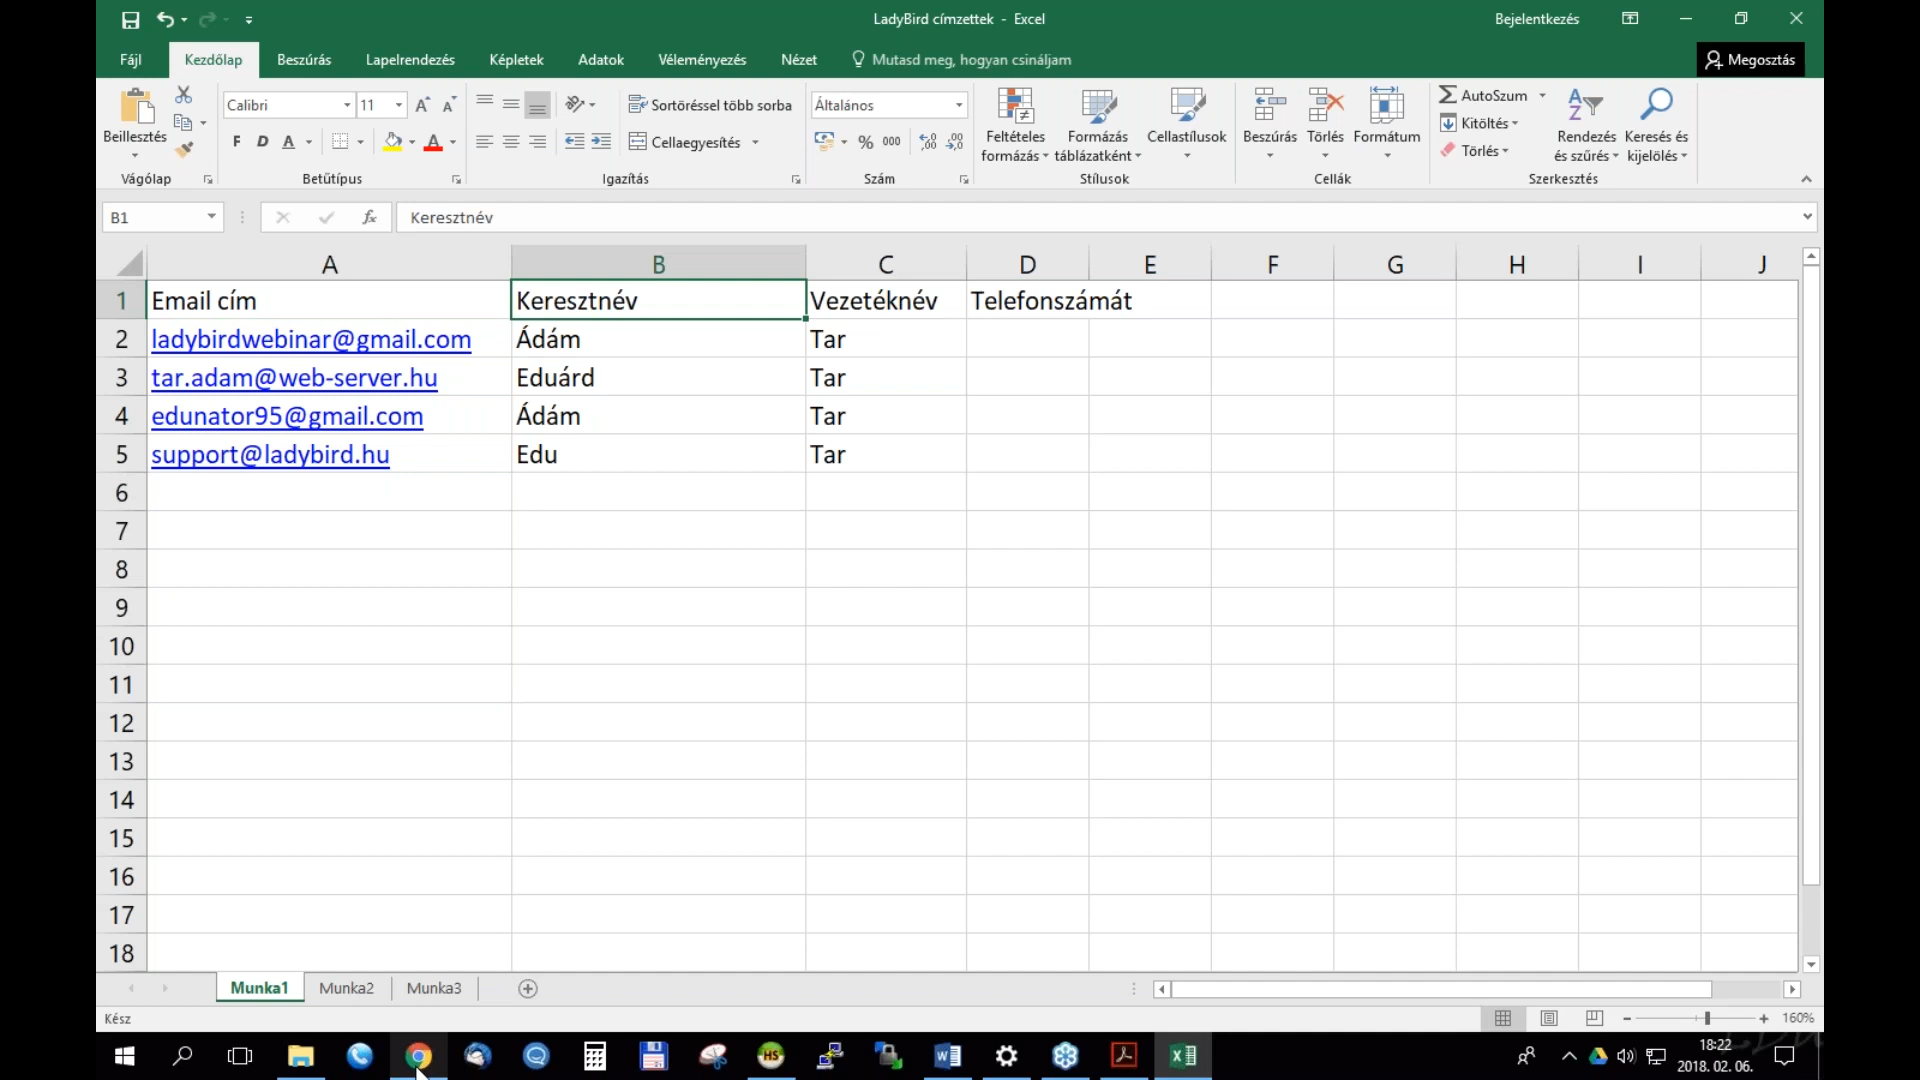 LadyBird címzettek - Excel
Bejelentkezés
Fájl Kezdőlap Beszúrás Lapelrendezés Képletek Adatok Véleményezés Nézet Mutasd meg, hogyan csináljam Megosztás
Beillesztés
Vágólap
Calibri 11
F D A
Betűtípus
Sortöréssel több sorba
Cellaegyesítés
Igazítás
Általános
% 000
Szám
Feltételes formázás
Formázás táblázatként
Cellastílusok
Stílusok
Beszúrás Törlés Formátum
Cellák
AutoSzum
Kitöltés
Törlés
Rendezés és szűrés
Keresés és kijelölés
Szerkesztés
B1 fx Keresztnév
A B C D E F G H I J
1 Email cím Keresztnév Vezetéknév Telefonszámát
2 ladybirdwebinar@gmail.com Ádám Tar
3 tar.adam@web-server.hu Eduárd Tar
4 edunator95@gmail.com Ádám Tar
5 support@ladybird.hu Edu Tar
6
7
8
9
10
11
12
13
14
15
16
17
18
Munka1 Munka2 Munka3
Kész
160%
HS
18:22
2018. 02. 06.